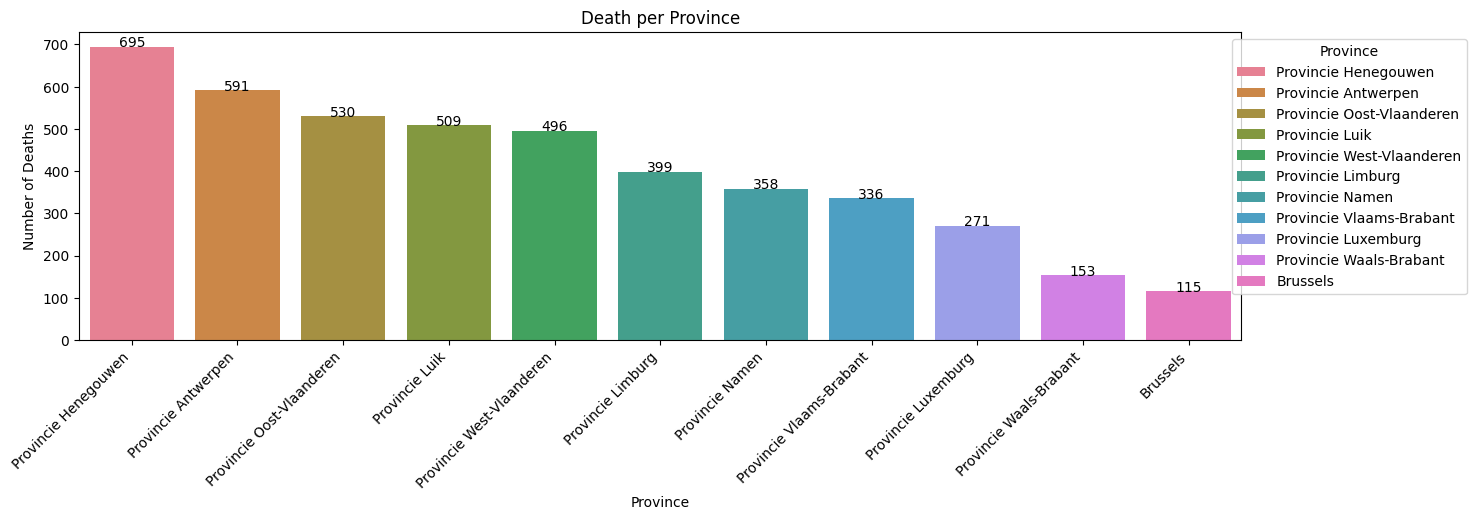 Death per Province
Number of Deaths
700
600
500
400
300
200
100
0
695
591
530
509
496
399
358
336
271
153
115
Provincie Henegouwen
Provincie Antwerpen
Provincie Oost-Vlaanderen
Provincie Luik
Provincie West-Vlaanderen
Provincie Limburg
Provincie Namen
Provincie Vlaams-Brabant
Provincie Luxemburg
Provincie Waals-Brabant
Brussels
Province
Province
Provincie Henegouwen
Provincie Antwerpen
Provincie Oost-Vlaanderen
Provincie Luik
Provincie West-Vlaanderen
Provincie Limburg
Provincie Namen
Provincie Vlaams-Brabant
Provincie Luxemburg
Provincie Waals-Brabant
Brussels